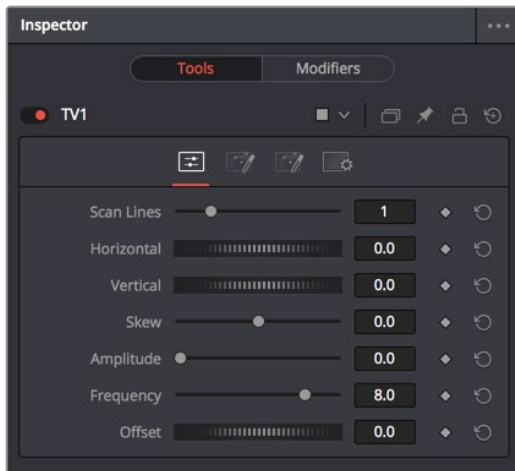 Inspector
Tools Modifiers
TV1
Scan Lines 1
Horizontal 0.0
Vertical 0.0
Skew 0.0
Amplitude 0.0
Frequency 8.0
Offset 0.0